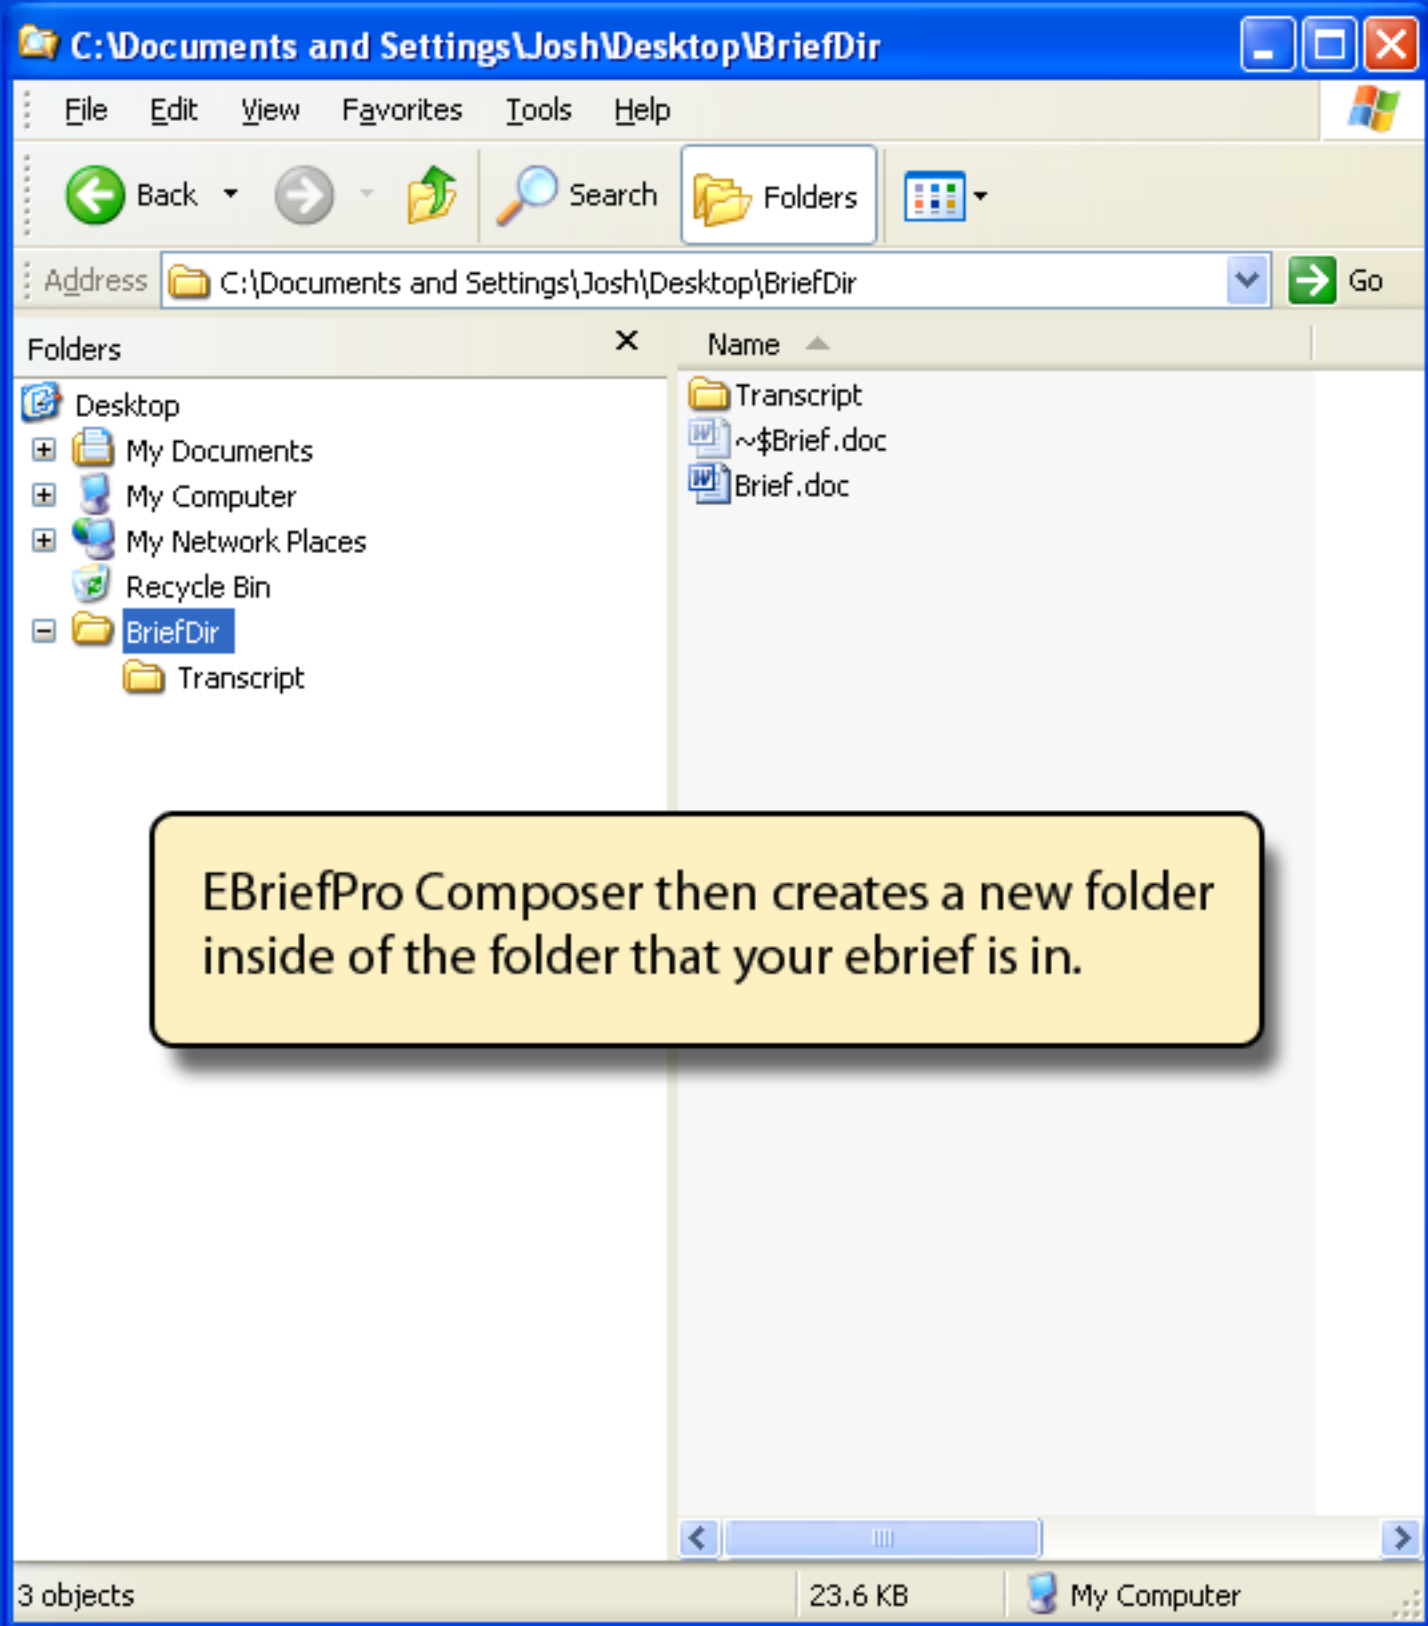 C:\Documents and Settings\Josh\Desktop\BriefDir
File Edit View Favorites Tools Help
Back Search Folders
Address C:\Documents and Settings\Josh\Desktop\BriefDir Go
Folders
Desktop
My Documents
My Computer
My Network Places
Recycle Bin
BriefDir
Transcript
Name
Transcript
~$Brief.doc
Brief.doc
EBriefPro Composer then creates a new folder
inside of the folder that your ebrief is in.
3 objects 23.6 KB My Computer